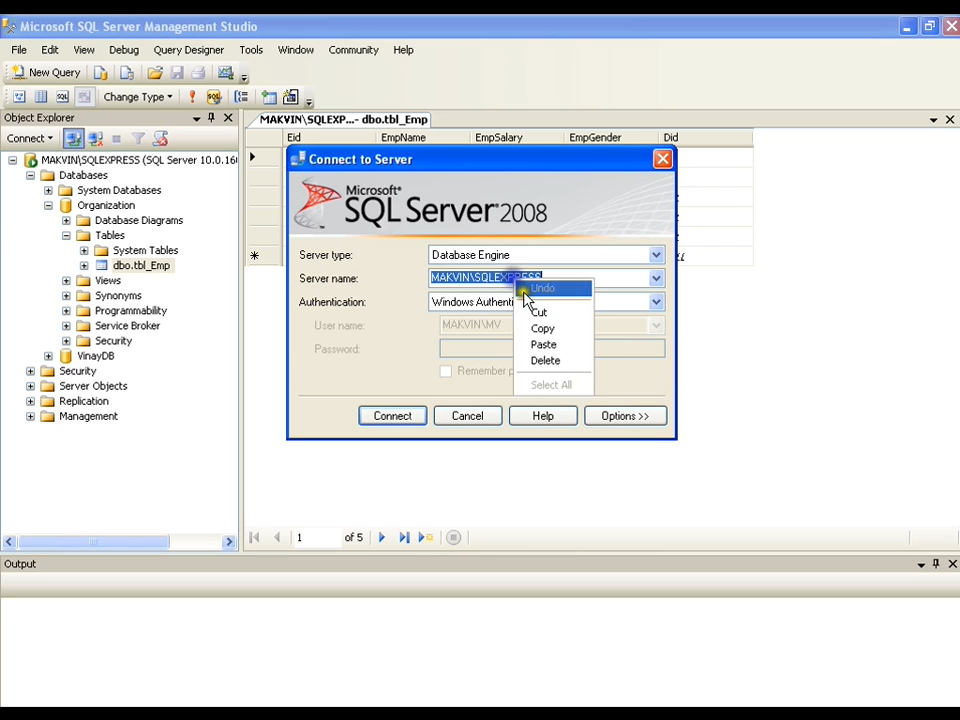 Microsoft SQL Server Management Studio
File Edit View Debug Query Designer Tools Window Community Help
New Query
Change Type
Object Explorer
MAKVIN\SQLEXP...- dbo.tbl_Emp
Connect
Eid EmpName EmpSalary EmpGender Did
MAKVIN\SQLEXPRESS (SQL Server 10.0.16
Databases
System Databases
Organization
Database Diagrams
Tables
System Tables
dbo.tbl_Emp
Views
Synonyms
Programmability
Service Broker
Security
VinayDB
Security
Server Objects
Replication
Management
Connect to Server
Microsoft®
SQL Server®2008
Server type: Database Engine
Server name: MAKVIN\SQLEXPRESS
Authentication: Windows Authenti
User name: MAKVIN\MV
Password:
Remember p
Undo
Cut
Copy
Paste
Delete
Select All
Connect Cancel Help Options >>
1 of 5
Output